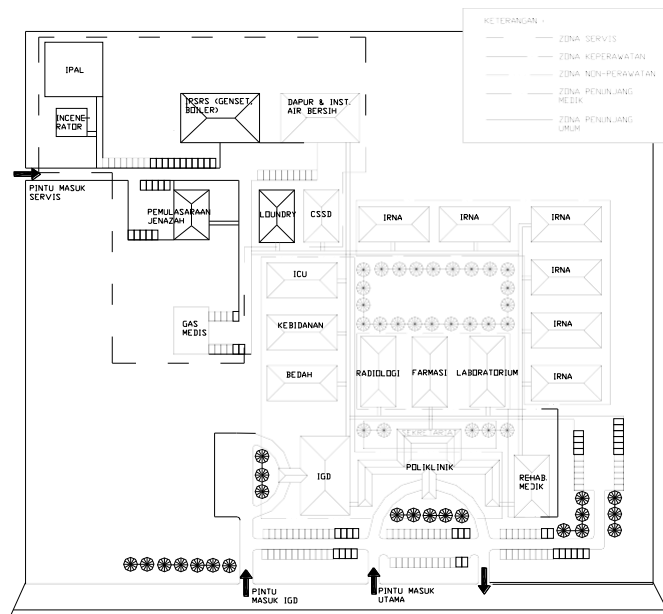 KETERANGAN :
ZONA SERVIS
ZONA KEPERAWATAN
ZONA NON-PERAWATAN
ZONA PENUNJANG
MEDIK
ZONA PENUNJANG
UMUM
IPAL
INCENE
RATOR
IPSRS (GENSET,
BOILER)
DAPUR & INST.
AIR BERSIH
PINTU MASUK
SERVIS
PEMULASARAAN
JENAZAH
LOUNDRY
CSSD
IRNA
IRNA
IRNA
ICU
IRNA
GAS
MEDIS
KEBIDANAN
IRNA
BEDAH
RADIOLOGI
FARMASI
LABORATORIUM
IRNA
SEKRETARIAT
IGD
POLIKLINIK
REHAB.
MEDIK
PINTU
MASUK IGD
PINTU MASUK
UTAMA